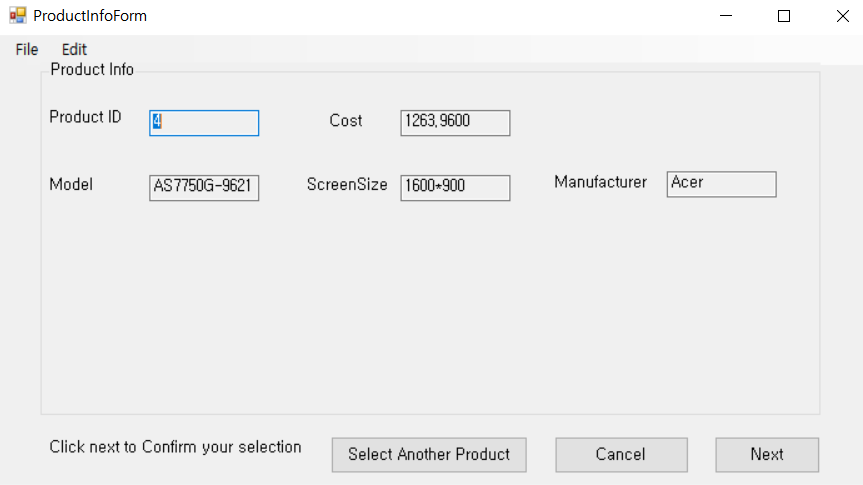 ProductInfoForm
File Edit
Product Info
Product ID 4 Cost 1263,9600
Model AS7750G-9621 ScreenSize 1600*900 Manufacturer Acer
Click next to Confirm your selection Select Another Product Cancel Next